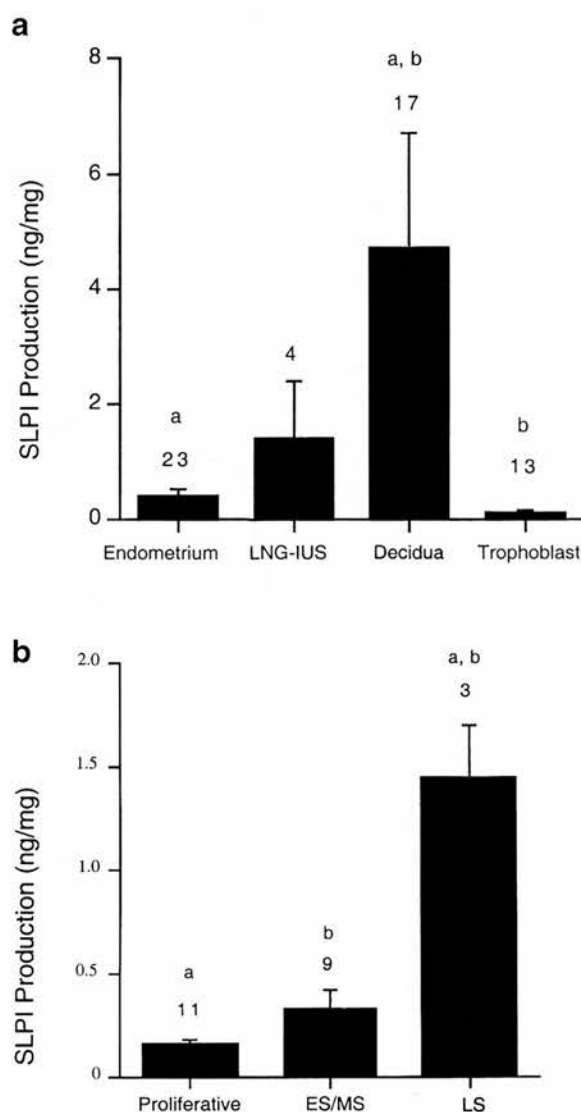 a
SLPI Production (ng/mg)
8
6
4
2
0
a
23
4
a, b
17
b
13
Endometrium LNG-IUS Decidua Trophoblast
b
SLPI Production (ng/mg)
2.0
1.5
1.0
0.5
0
a
11
b
9
a, b
3
Proliferative ES/MS LS